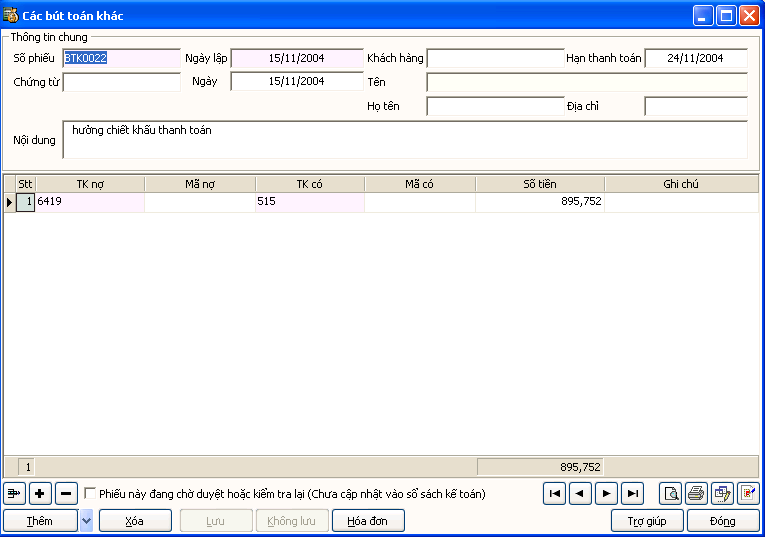 Các bút toán khác
Thông tin chung
Số phiếu BTK0022 Ngày lập 15/11/2004 Khách hàng Hạn thanh toán 24/11/2004
Chứng từ Ngày 15/11/2004 Tên
Họ tên Địa chỉ
Nội dung hưởng chiết khấu thanh toán
Stt TK nợ Mã nợ TK có Mã có Số tiền Ghi chú
1 6419 515 895,752
1 895,752
Phiếu này đang chờ duyệt hoặc kiểm tra lại (Chưa cập nhật vào sổ sách kế toán)
Thêm Xóa Lưu Không lưu Hóa đơn Trợ giúp Đóng